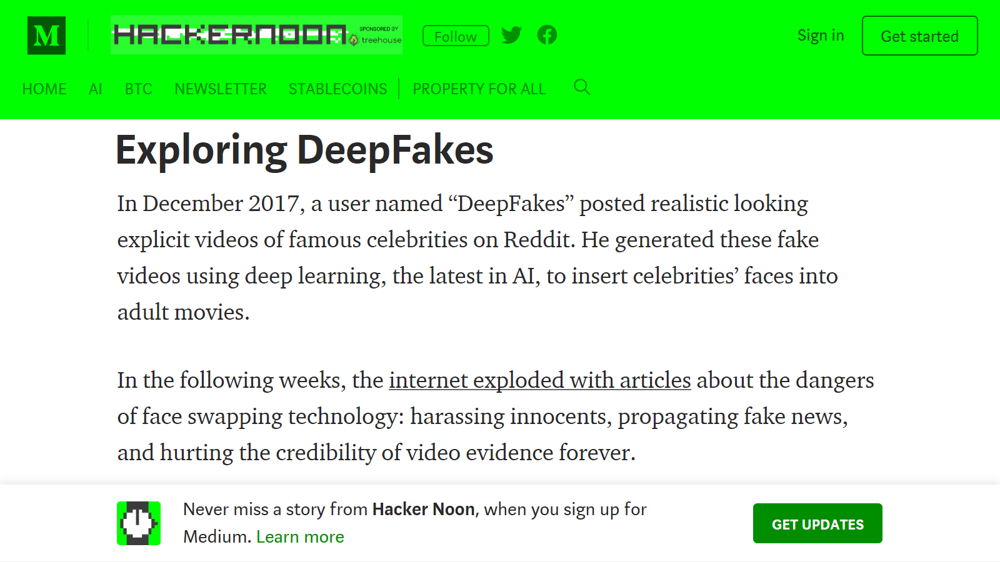 M
HACKERNOON
SPONSORED BY
treehouse
Follow
Sign in
Get started
HOME AI BTC NEWSLETTER STABLECOINS PROPERTY FOR ALL
Exploring DeepFakes
In December 2017, a user named “DeepFakes” posted realistic looking
explicit videos of famous celebrities on Reddit. He generated these fake
videos using deep learning, the latest in AI, to insert celebrities’ faces into
adult movies.
In the following weeks, the internet exploded with articles about the dangers
of face swapping technology: harassing innocents, propagating fake news,
and hurting the credibility of video evidence forever.
Never miss a story from Hacker Noon, when you sign up for
Medium. Learn more
GET UPDATES